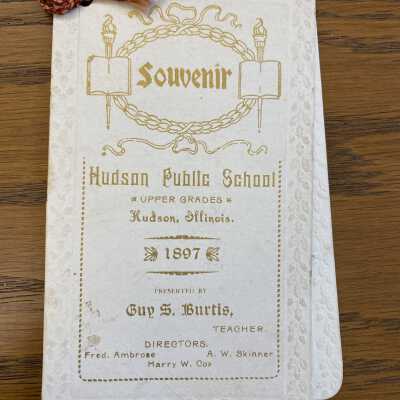 Souvenir
Hudson Public School
UPPER GRADES
Hudson, Illinois.
1897
PRESENTED BY
Guy S. Burtis,
TEACHER.
DIRECTORS.
Fred. Ambrose A. W. Skinner
Harry W. Cox